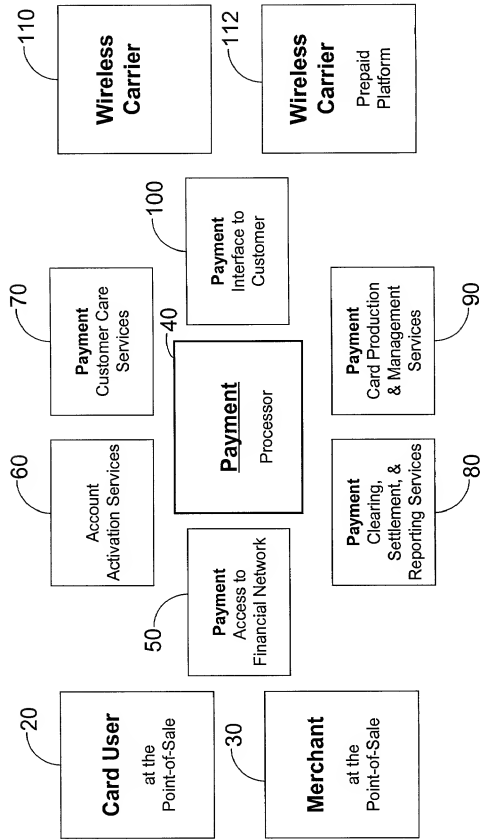 20
Card User
at the
Point-of-Sale
30
Merchant
at the
Point-of-Sale
50
Payment
Access to
Financial Network
60
Account
Activation Services
70
Payment
Customer Care
Services
40
Payment
Processor
80
Payment
Clearing,
Settlement, &
Reporting Services
90
Payment
Card Production
& Management
Services
100
Payment
Interface to
Customer
110
Wireless
Carrier
112
Wireless
Carrier
Prepaid
Platform